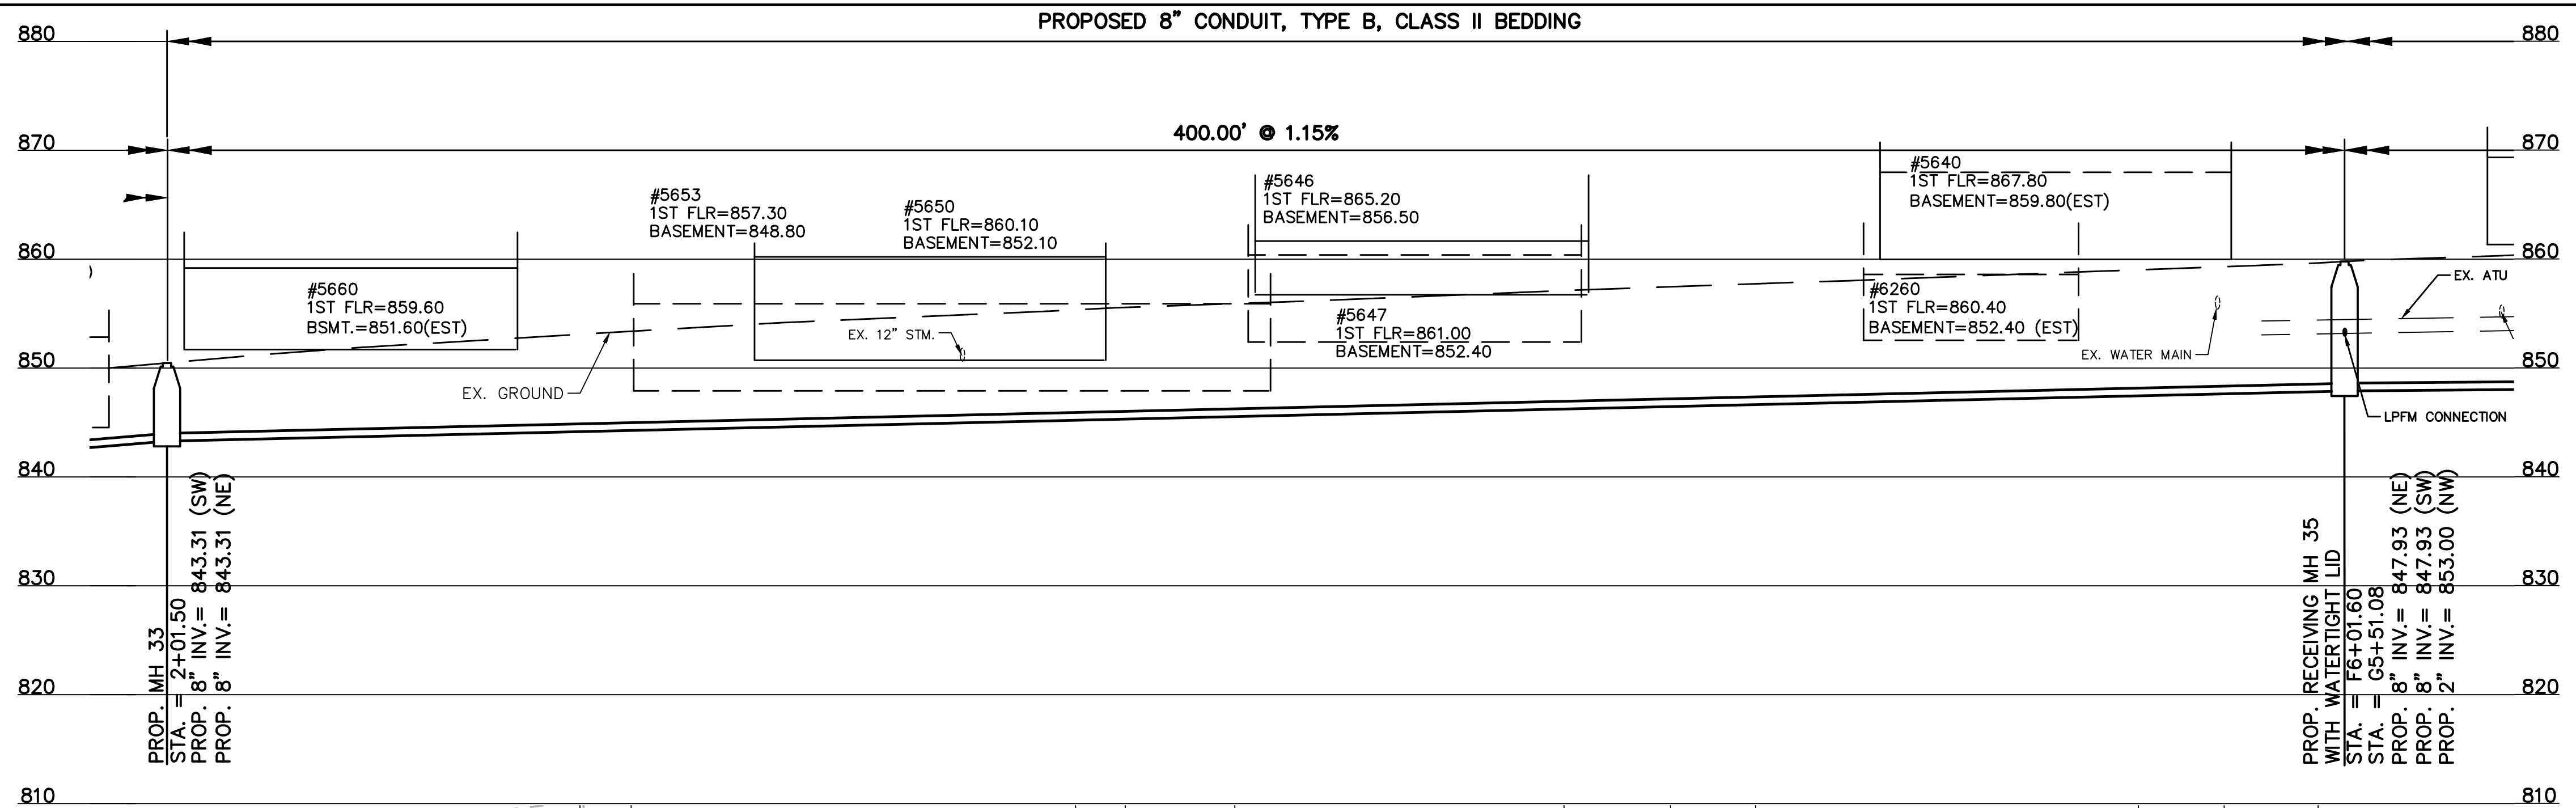 PROPOSED 8" CONDUIT, TYPE B, CLASS II BEDDING
880
880
870
400.00' @ 1.15%
870
#5653
1ST FLR=857.30
BASEMENT=848.80
#5650
1ST FLR=860.10
BASEMENT=852.10
#5646
1ST FLR=865.20
BASEMENT=856.50
#5640
1ST FLR=867.80
BASEMENT=859.80(EST)
860
860
)
#5660
1ST FLR=859.60
BSMT.=851.60(EST)
EX. 12" STM.
#5647
1ST FLR=861.00
BASEMENT=852.40
#6260
1ST FLR=860.40
BASEMENT=852.40 (EST)
EX. WATER MAIN
EX. ATU
850
850
EX. GROUND
LPFM CONNECTION
840
840
830
830
820
820
810
810
PROP. MH 33
STA. = 2+01.50
PROP. 8" INV.= 843.31 (SW)
PROP. 8" INV.= 843.31 (NE)
PROP. RECEIVING MH 35
WITH WATERTIGHT LID
STA. = F6+01.60
STA. = G5+51.08
PROP. 8" INV.= 847.93 (NE)
PROP. 8" INV.= 847.93 (SW)
PROP. 2" INV.= 853.00 (NW)